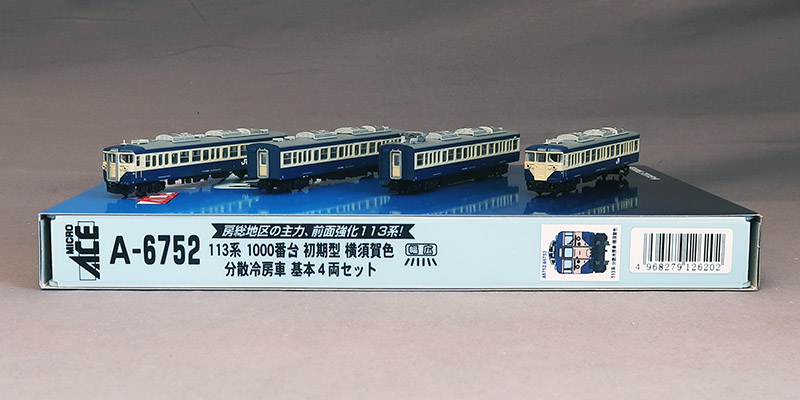 MICRO
ACE
A-6752
房総地区の主力、前面強化113系!
113系 1000番台 初期型 横須賀色
分散冷房車 基本4両セット
A6752/A6753
4 968279 126202